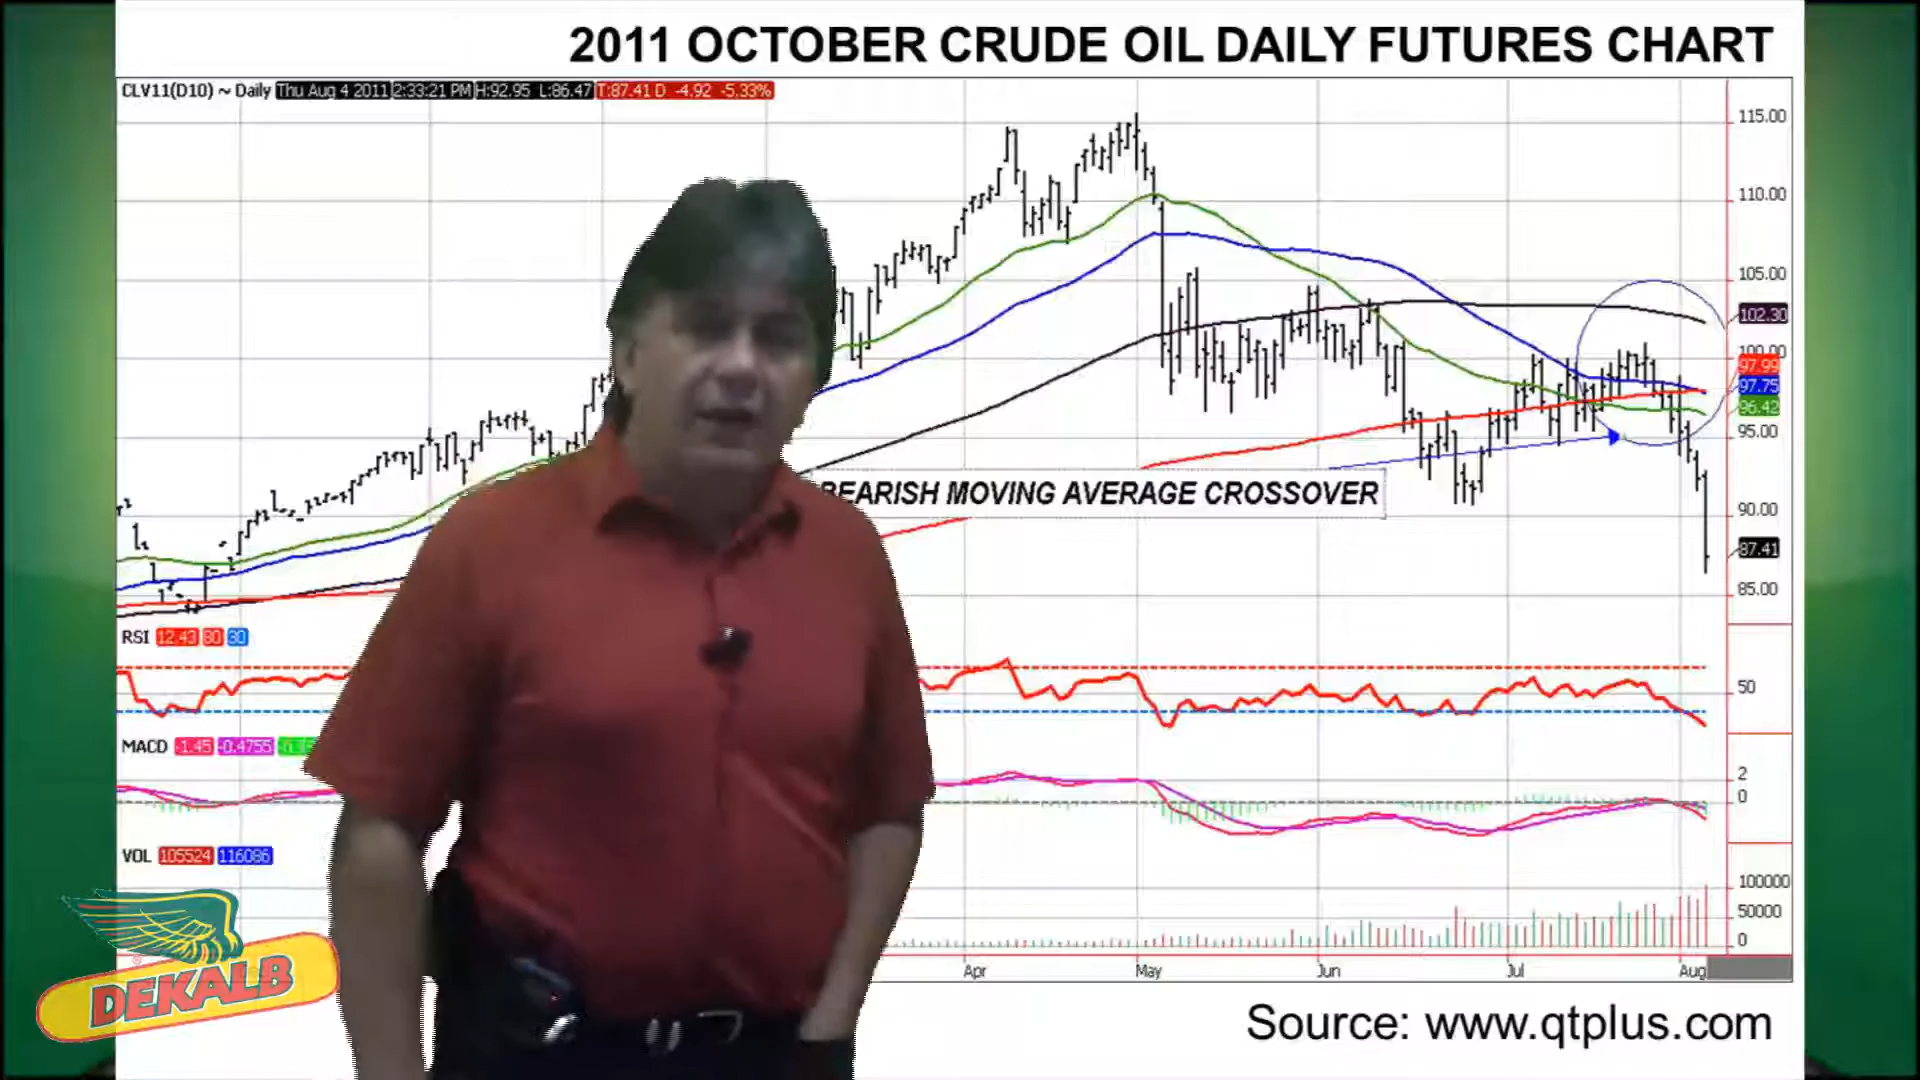 2011 OCTOBER CRUDE OIL DAILY FUTURES CHART
CLV11(D10) ~ Daily Thu Aug 4 2011 2:33:21 PM H:92.95 L:86.47 T:87.41 D -4.92 -5.33%
115.00
110.00
105.00
102.30
100.00
97.99
97.75
96.42
95.00
BEARISH MOVING AVERAGE CROSSOVER
90.00
87.41
85.00
RSI 12.43 80 30
50
MACD -1.45 -0.4755
2
0
VOL 105524 116086
100000
50000
0
Apr May Jun Jul Aug
DEKALB
®
Source: www.qtplus.com